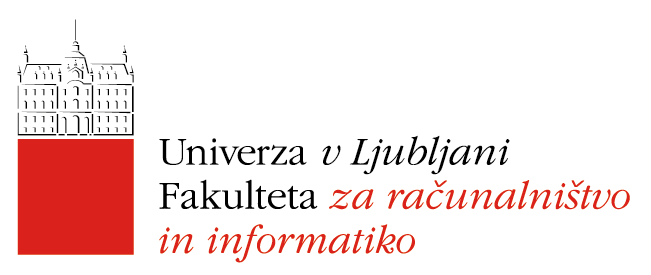 Univerza v Ljubljani
Fakulteta za računalništvo
in informatiko